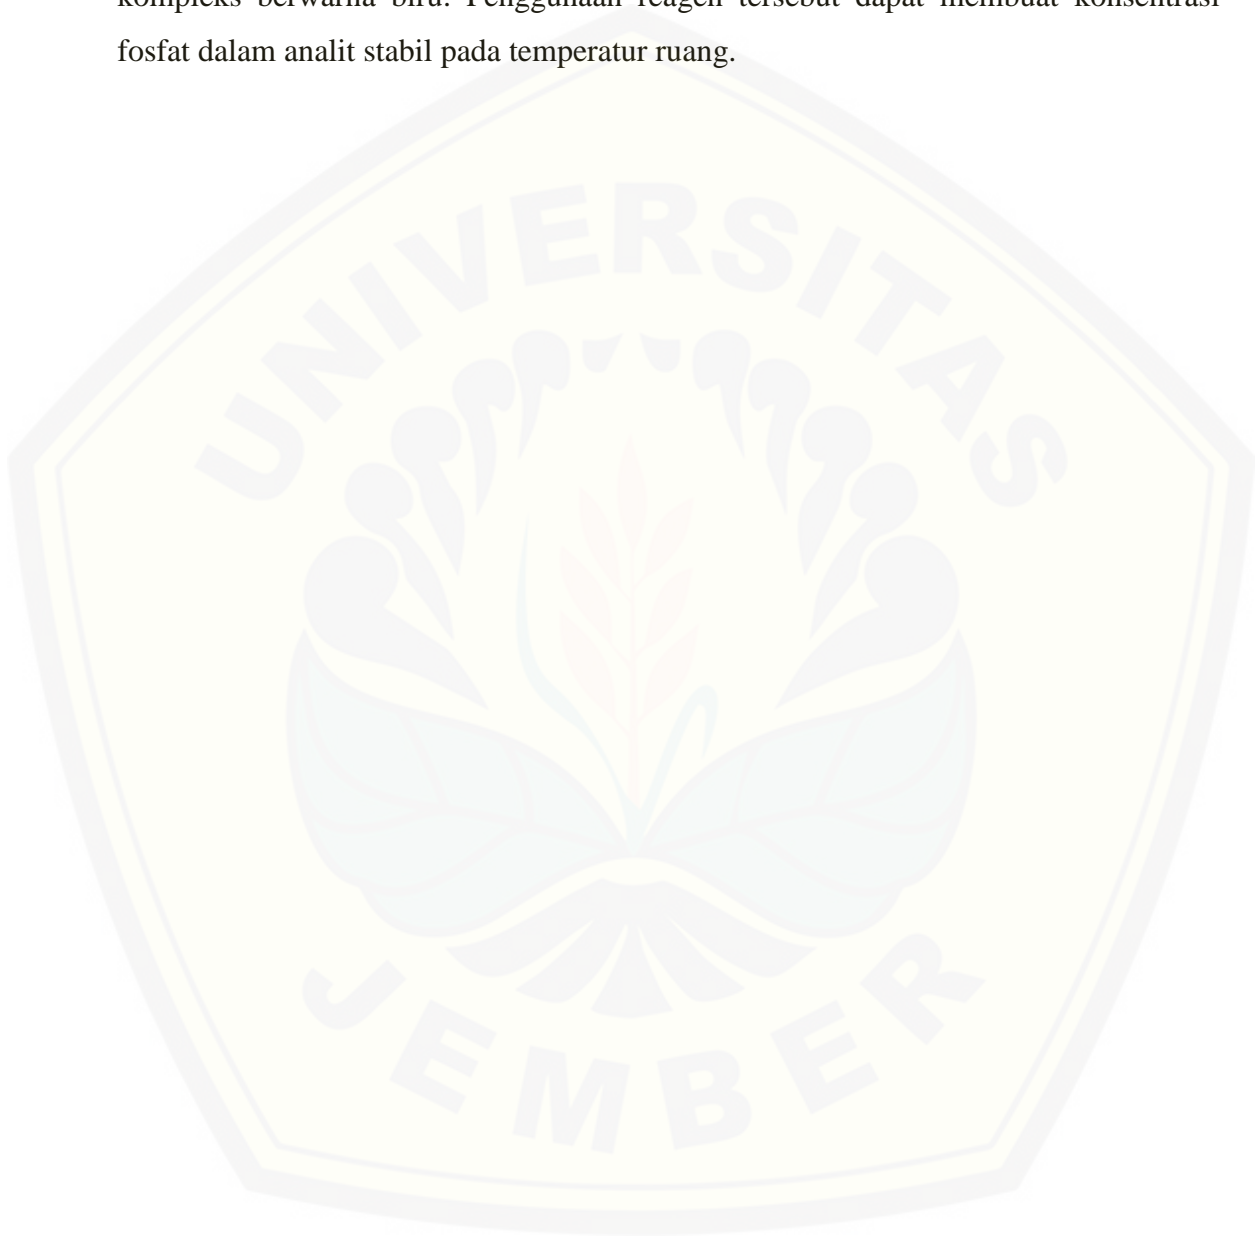 kompleks berwarna biru. Penggunaan reagen tersebut dapat membuat konsentrasi
fosfat dalam analit stabil pada temperatur ruang.
UNIVERSITAS
JEMBER